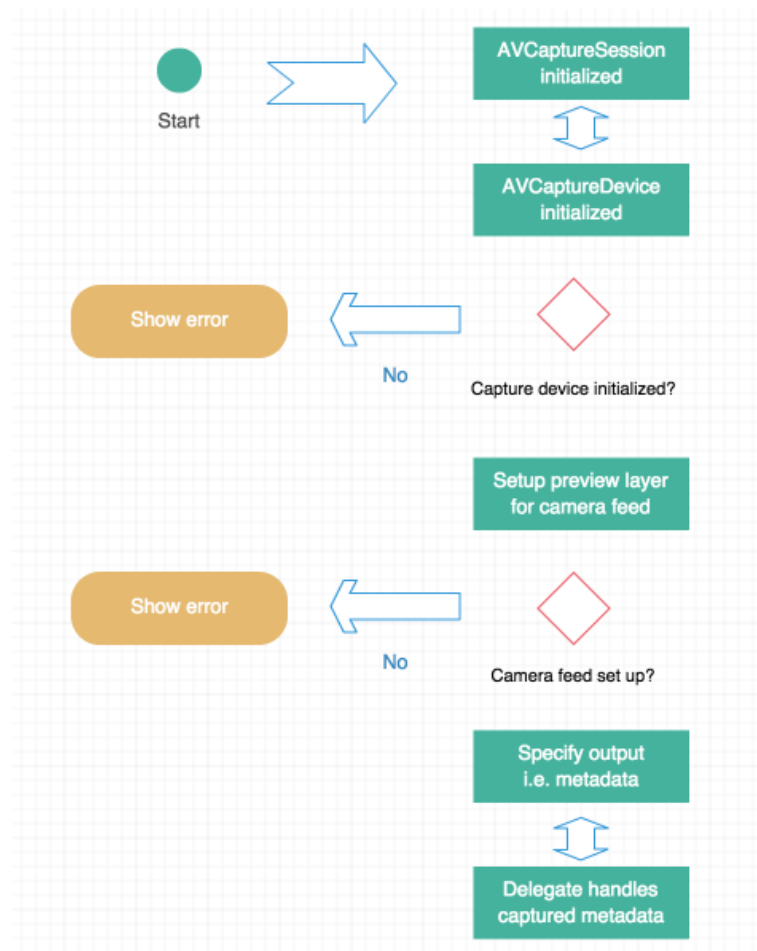 AVCaptureSession
initialized
Start
AVCaptureDevice
initialized
Show error
No
Capture device initialized?
Setup preview layer
for camera feed
Show error
No
Camera feed set up?
Specify output
i.e. metadata
Delegate handles
captured metadata